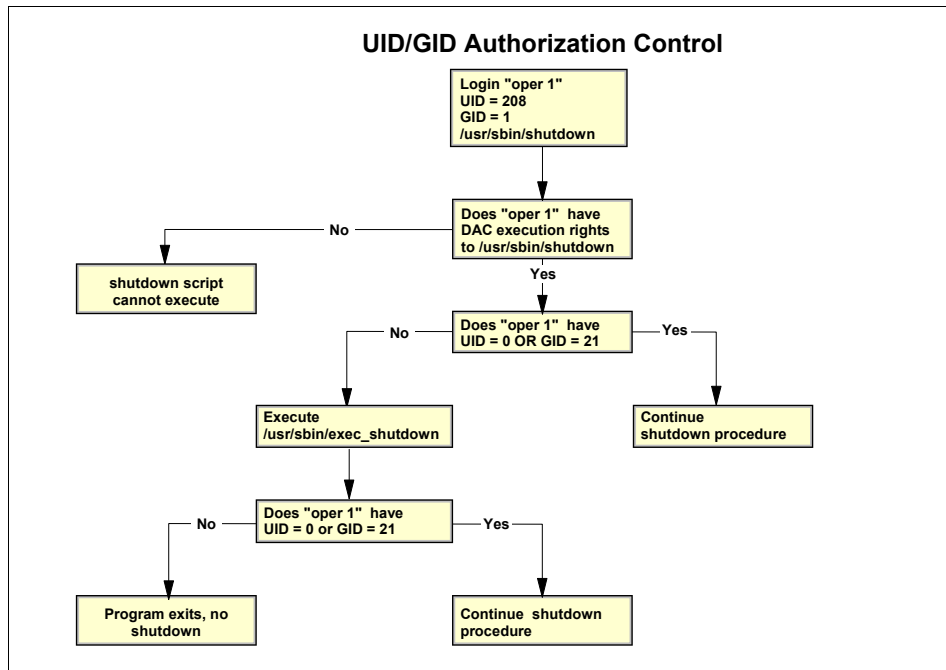 UID/GID Authorization Control
Login "oper 1"
UID = 208
GID = 1
/usr/sbin/shutdown
Does "oper 1" have
DAC execution rights
to /usr/sbin/shutdown
No
shutdown script
cannot execute
Yes
Does "oper 1" have
UID = 0 OR GID = 21
No
Yes
Execute
/usr/sbin/exec_shutdown
Continue
shutdown procedure
Does "oper 1" have
UID = 0 or GID = 21
No
Yes
Program exits, no
shutdown
Continue shutdown
procedure